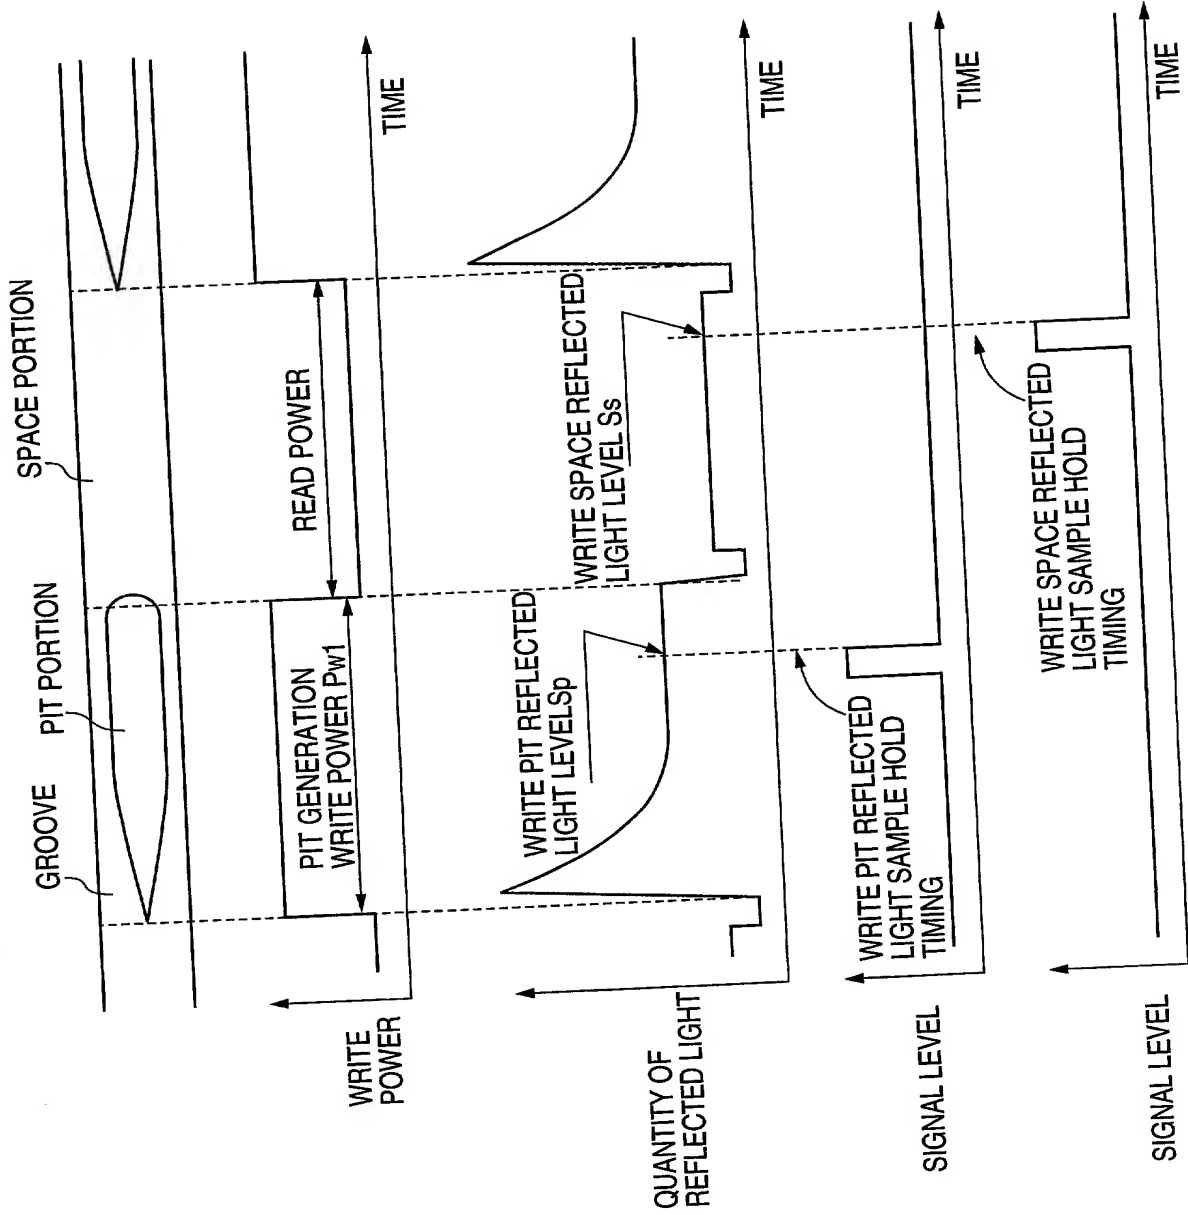 GROOVE
PIT PORTION
SPACE PORTION
PIT GENERATION
WRITE POWER Pw1
READ POWER
WRITE
POWER
TIME
WRITE PIT REFLECTED
LIGHT LEVELSp
WRITE SPACE REFLECTED
LIGHT LEVEL Ss
QUANTITY OF
REFLECTED LIGHT
TIME
WRITE PIT REFLECTED
LIGHT SAMPLE HOLD
TIMING
SIGNAL LEVEL
TIME
WRITE SPACE REFLECTED
LIGHT SAMPLE HOLD
TIMING
SIGNAL LEVEL
TIME